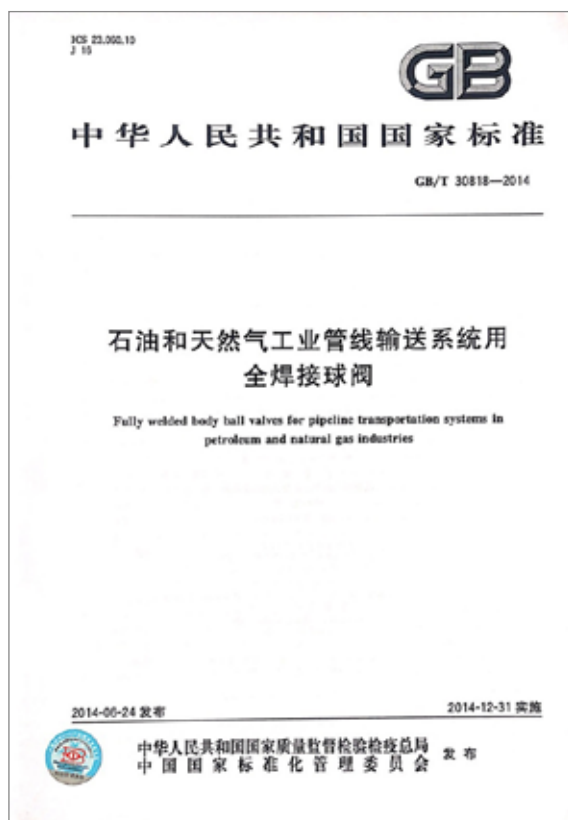 ICS 23.060.10
J 16
GB
中华人民共和国国家标准
GB/T 30818—2014
石油和天然气工业管线输送系统用
全焊接球阀
Fully welded body ball valves for pipeline transportation systems in
petroleum and natural gas industries
2014-06-24 发布
2014-12-31 实施
中华人民共和国国家质量监督检验检疫总局
中国国家标准化管理委员会
发布